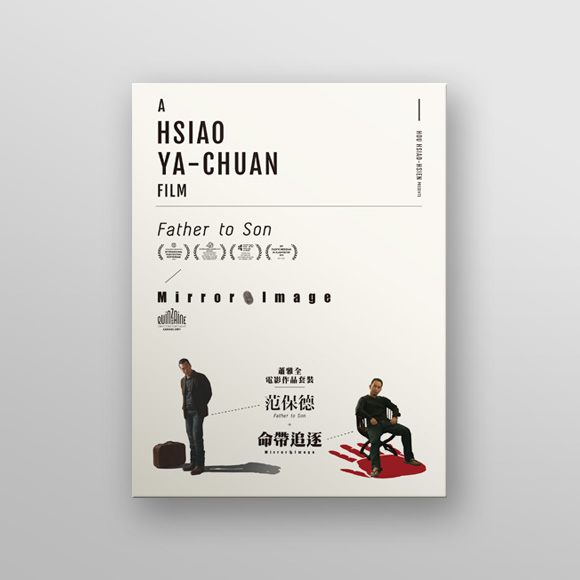 A
HSIAO
YA-CHUAN
FILM
HOU HSIAO-HSIEN PRESENTS
Father to Son
Mirror Image
QUINZAINE
蕭雅全
電影作品套裝
范保德
Father to Son
+
命帶追逐
Mirror Image